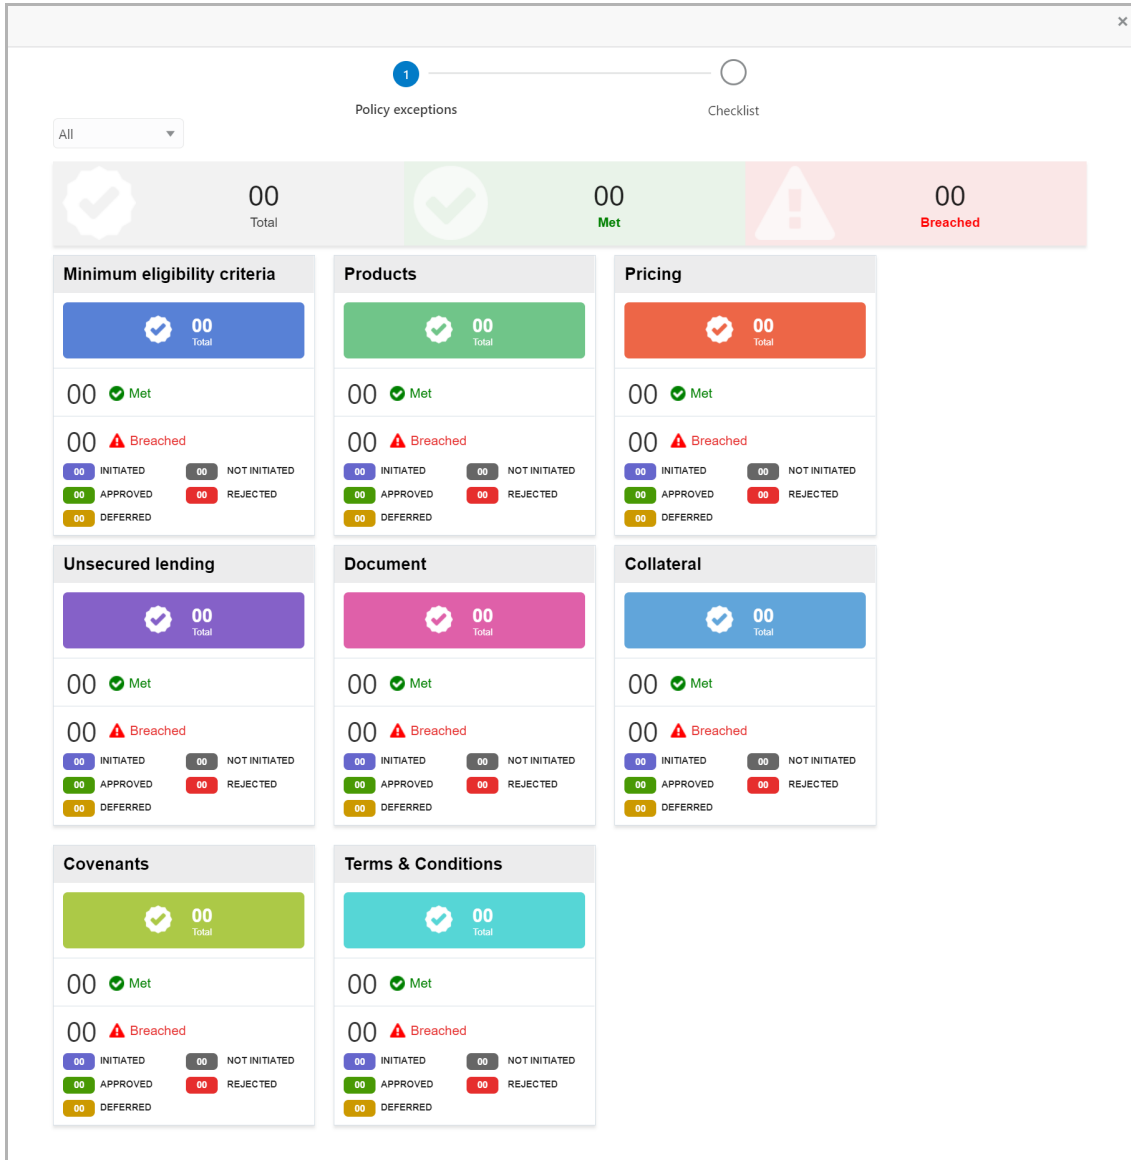 ×
1
Policy exceptions
Checklist
All
00
Total
00
Met
00
Breached
Minimum eligibility criteria
00
Total
00 Met
00 Breached
00 INITIATED 00 NOT INITIATED
00 APPROVED 00 REJECTED
00 DEFERRED
Products
00
Total
00 Met
00 Breached
00 INITIATED 00 NOT INITIATED
00 APPROVED 00 REJECTED
00 DEFERRED
Pricing
00
Total
00 Met
00 Breached
00 INITIATED 00 NOT INITIATED
00 APPROVED 00 REJECTED
00 DEFERRED
Unsecured lending
00
Total
00 Met
00 Breached
00 INITIATED 00 NOT INITIATED
00 APPROVED 00 REJECTED
00 DEFERRED
Document
00
Total
00 Met
00 Breached
00 INITIATED 00 NOT INITIATED
00 APPROVED 00 REJECTED
00 DEFERRED
Collateral
00
Total
00 Met
00 Breached
00 INITIATED 00 NOT INITIATED
00 APPROVED 00 REJECTED
00 DEFERRED
Covenants
00
Total
00 Met
00 Breached
00 INITIATED 00 NOT INITIATED
00 APPROVED 00 REJECTED
00 DEFERRED
Terms & Conditions
00
Total
00 Met
00 Breached
00 INITIATED 00 NOT INITIATED
00 APPROVED 00 REJECTED
00 DEFERRED